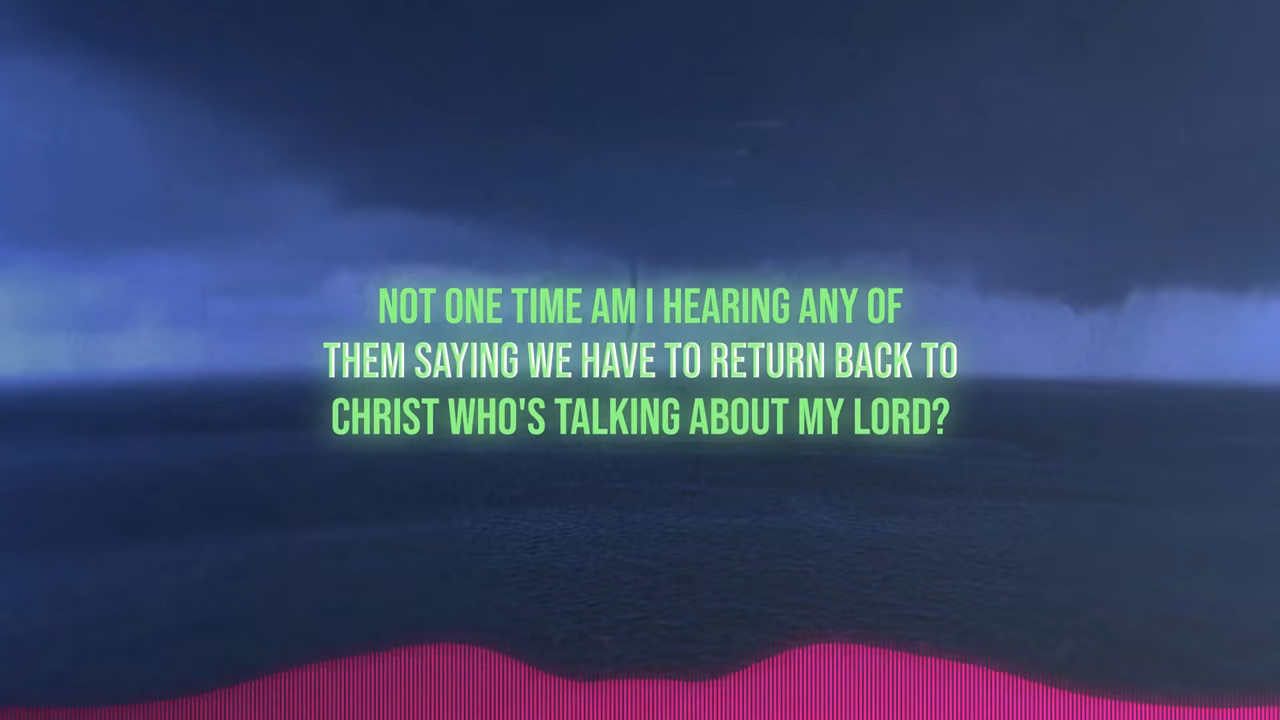 NOT ONE TIME AM I HEARING ANY OF
THEM SAYING WE HAVE TO RETURN BACK TO
CHRIST WHO'S TALKING ABOUT MY LORD?